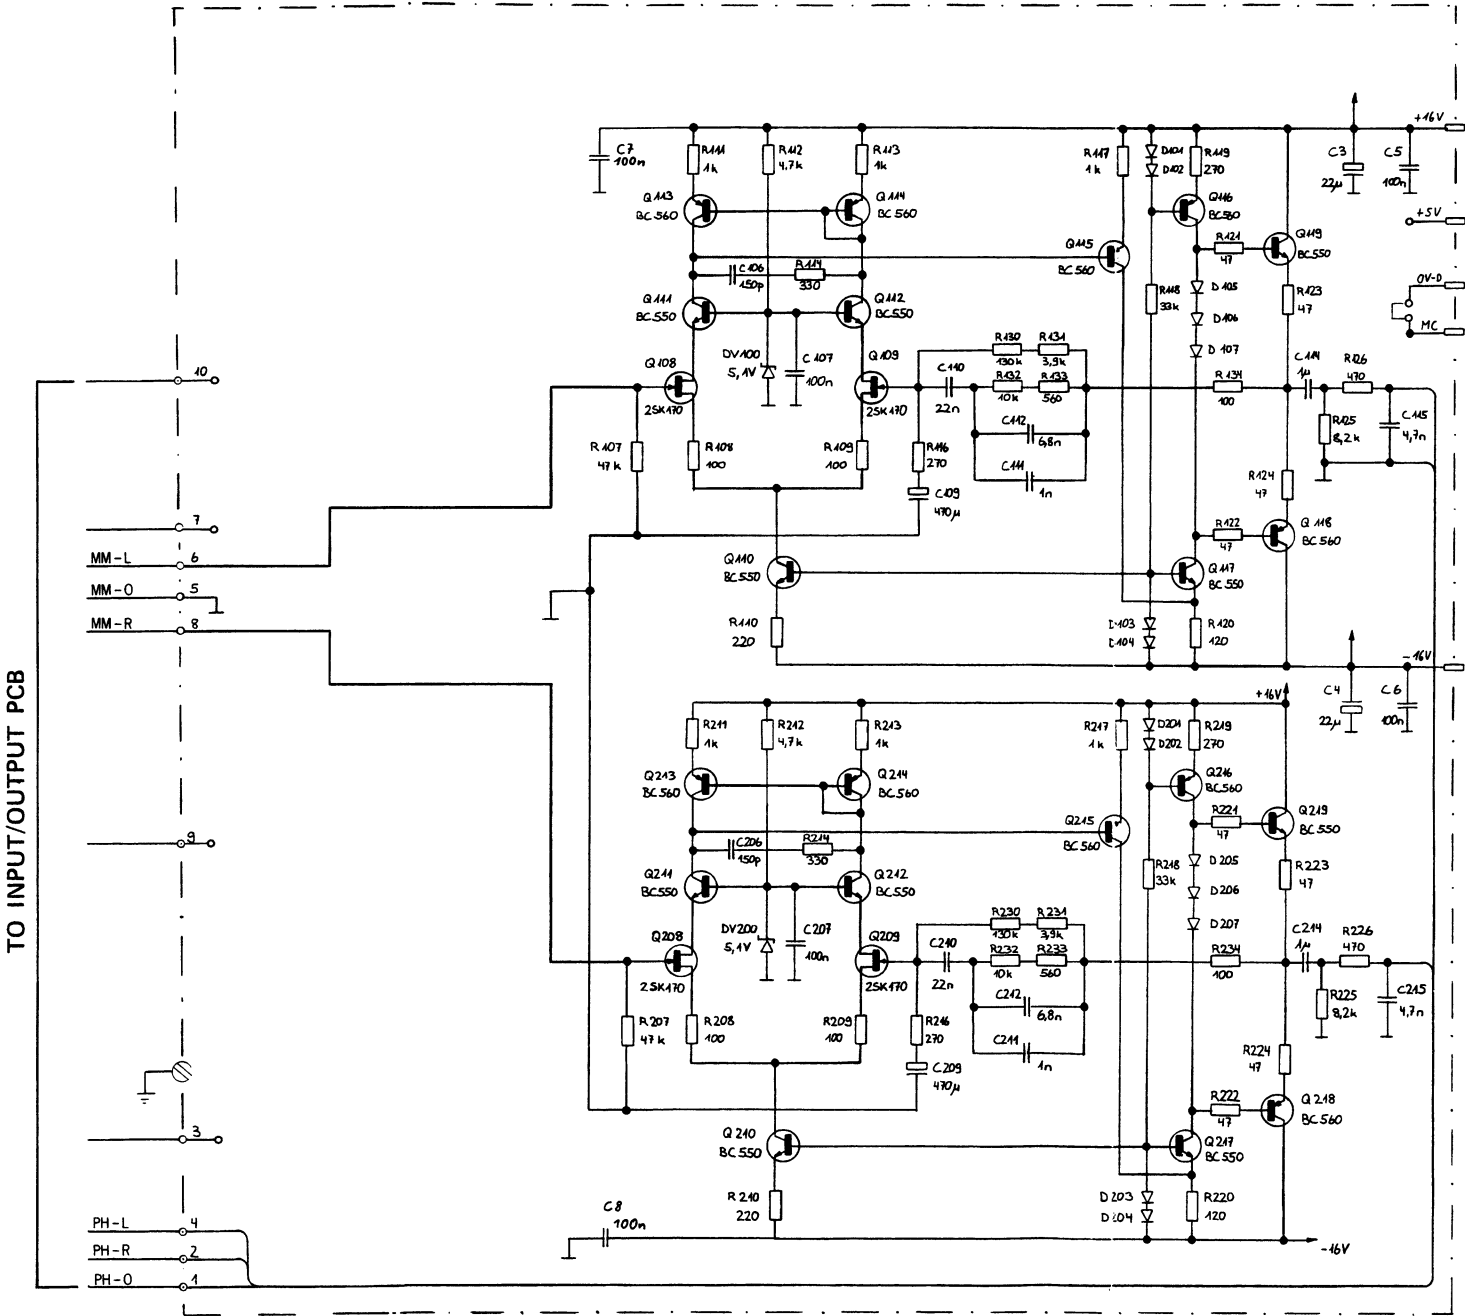 TO INPUT/OUTPUT PCB
10
7
MM-L 6
MM-0 5
MM-R 8
9
3
PH-L 4
PH-R 2
PH-0 1
C7
100n
R111
1k
R112
4,7k
R113
1k
Q113
BC560
Q114
BC560
C106
150p
R114
330
Q111
BC550
Q112
BC550
Q108
2SK170
DV100
5,1V
C107
100n
Q109
2SK170
R107
47k
R108
100
R109
100
R116
270
C109
470µ
C110
22n
R130
130k
R131
3,9k
R132
10k
R133
560
C112
6,8n
C111
1n
Q110
BC550
R110
220
R117
1k
D101
D102
R119
270
Q116
BC560
Q115
BC560
R121
47
Q119
BC550
R118
33k
D105
D106
D107
R123
47
R134
100
C114
1µ
R126
470
R125
8,2k
C115
4,7n
R124
47
R122
47
Q118
BC560
Q117
BC550
D103
D104
R120
120
+16V
C3
22µ
C5
100n
+5V
0V-D
MC
-16V
C4
22µ
C6
100n
+16V
R211
1k
R212
4,7k
R213
1k
Q213
BC560
Q214
BC560
C206
150p
R214
330
Q211
BC550
Q212
BC550
Q208
2SK170
DV200
5,1V
C207
100n
Q209
2SK170
R207
47k
R208
100
R209
100
R216
270
C209
470µ
C210
22n
R230
130k
R231
3,9k
R232
10k
R233
560
C212
6,8n
C211
1n
Q210
BC550
R210
220
C8
100n
R217
1k
D201
D202
R219
270
Q216
BC560
Q215
BC560
R221
47
Q219
BC550
R218
33k
D205
D206
D207
R223
47
R234
100
C214
1µ
R226
470
R225
8,2k
C215
4,7n
R224
47
R222
47
Q218
BC560
Q217
BC550
D203
D204
R220
120
-16V